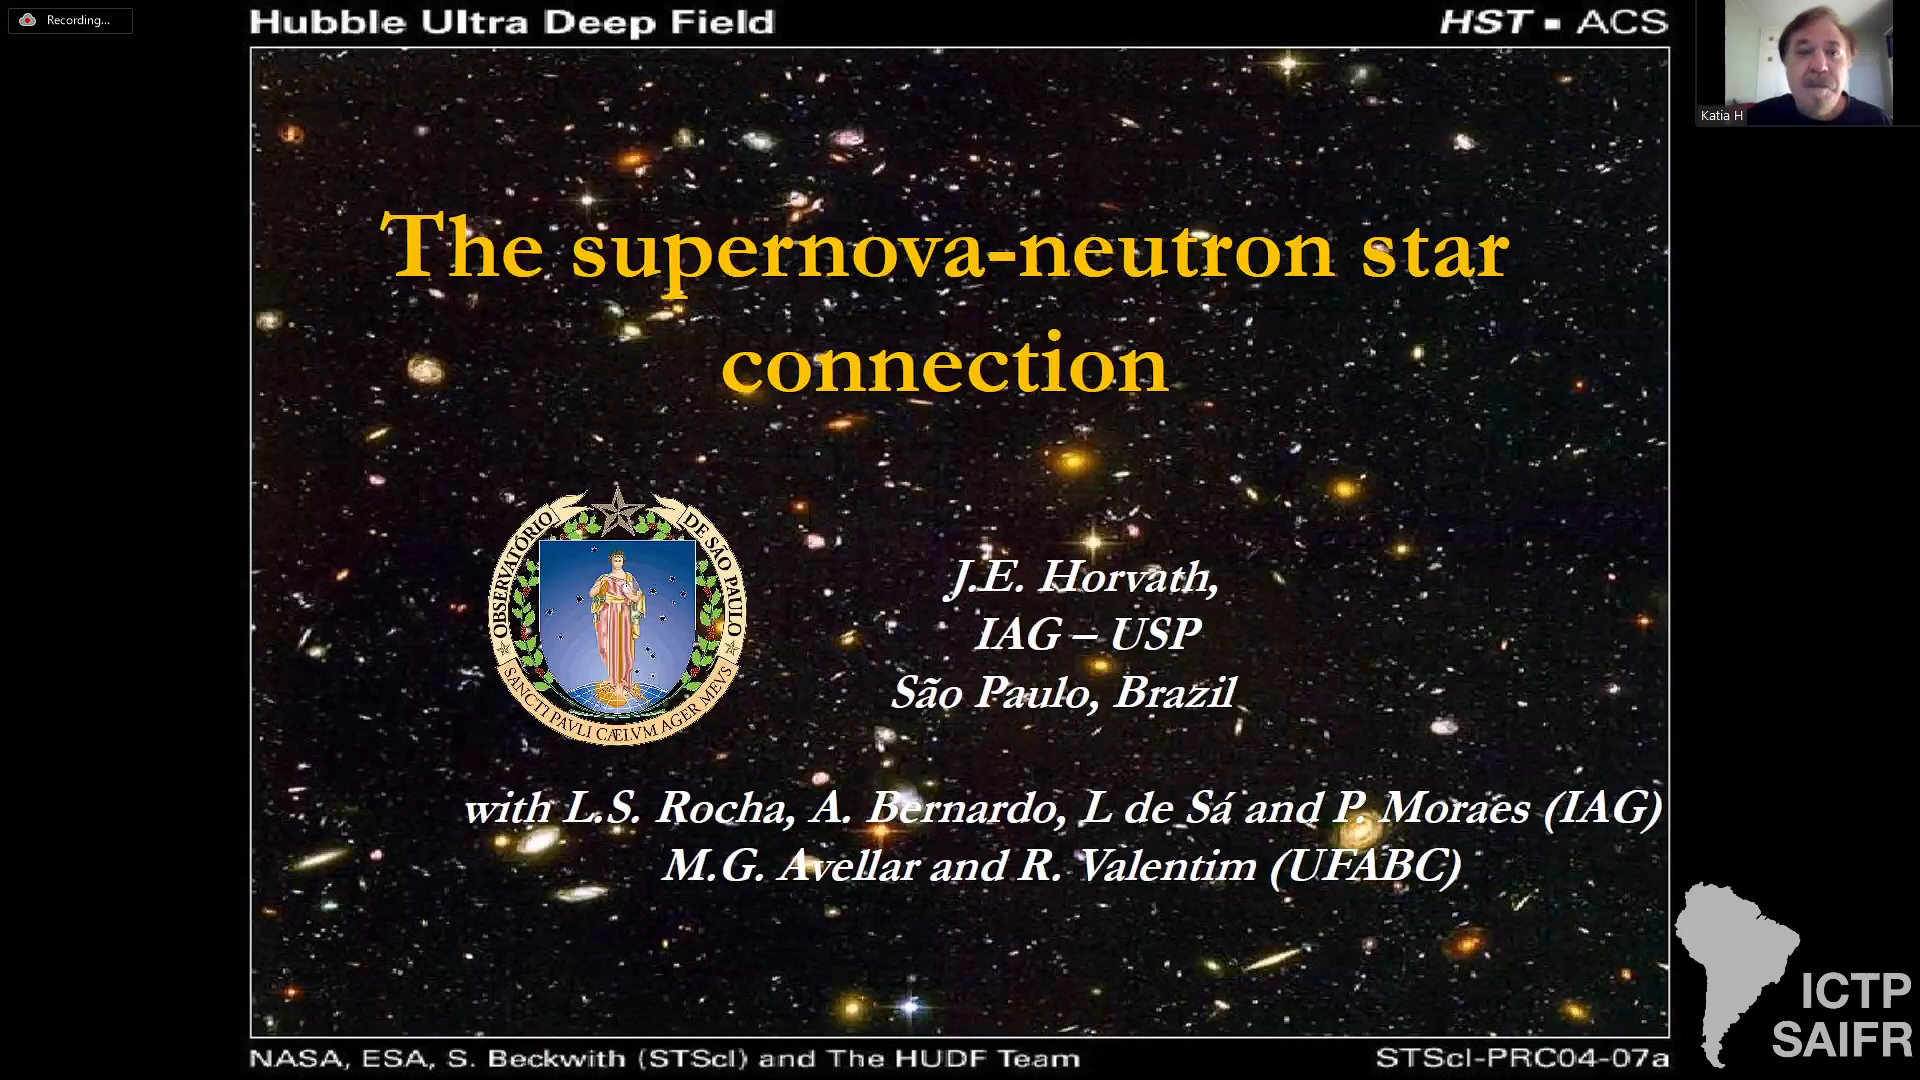 Recording...
Hubble Ultra Deep Field
HST ▪ ACS
Katia H
The supernova-neutron star
connection
OBSERVATÓRIO DE SÃO PAULO
SANCTI PAVLI CÆLVM AGER MEVS
J.E. Horvath,
IAG – USP
São Paulo, Brazil
with L.S. Rocha, A. Bernardo, L de Sá and P. Moraes (IAG)
M.G. Avellar and R. Valentim (UFABC)
ICTP
SAIFR
NASA, ESA, S. Beckwith (STScI) and The HUDF Team
STScI-PRC04-07a